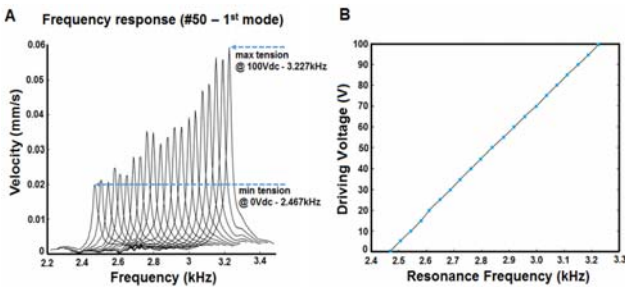 A
Frequency response (#50 – 1st mode)
0.06
0.05
0.04
0.03
0.02
0.01
0
Velocity (mm/s)
max tension
@ 100Vdc - 3.227kHz
min tension
@ 0Vdc - 2.467kHz
2.2 2.4 2.6 2.8 3 3.2 3.4
Frequency (kHz)
B
100
90
80
70
60
50
40
30
20
10
0
Driving Voltage (V)
2.4 2.5 2.6 2.7 2.8 2.9 3.0 3.1 3.2 3.3
Resonance Frequency (kHz)